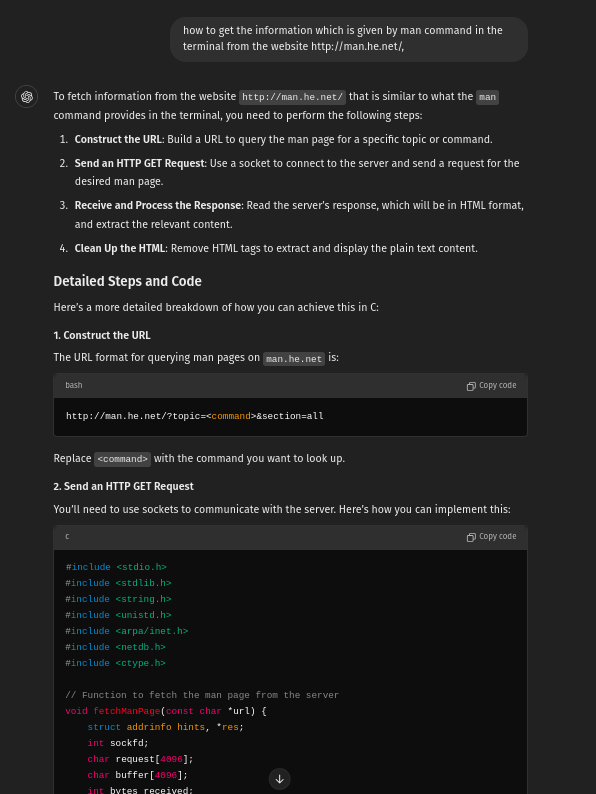 how to get the information which is given by man command in the
terminal from the website http://man.he.net/,
To fetch information from the website http://man.he.net/ that is similar to what the man
command provides in the terminal, you need to perform the following steps:
1. Construct the URL: Build a URL to query the man page for a specific topic or command.
2. Send an HTTP GET Request: Use a socket to connect to the server and send a request for the
desired man page.
3. Receive and Process the Response: Read the server's response, which will be in HTML format,
and extract the relevant content.
4. Clean Up the HTML: Remove HTML tags to extract and display the plain text content.
Detailed Steps and Code
Here's a more detailed breakdown of how you can achieve this in C:
1. Construct the URL
The URL format for querying man pages on man.he.net is:
bash Copy code
http://man.he.net/?topic=<command>&section=all
Replace <command> with the command you want to look up.
2. Send an HTTP GET Request
You'll need to use sockets to communicate with the server. Here's how you can implement this:
c Copy code
#include <stdio.h>
#include <stdlib.h>
#include <string.h>
#include <unistd.h>
#include <arpa/inet.h>
#include <netdb.h>
#include <ctype.h>
// Function to fetch the man page from the server
void fetchManPage(const char *url) {
struct addrinfo hints, *res;
int sockfd;
char request[4096];
char buffer[4096];
int bytes_received;